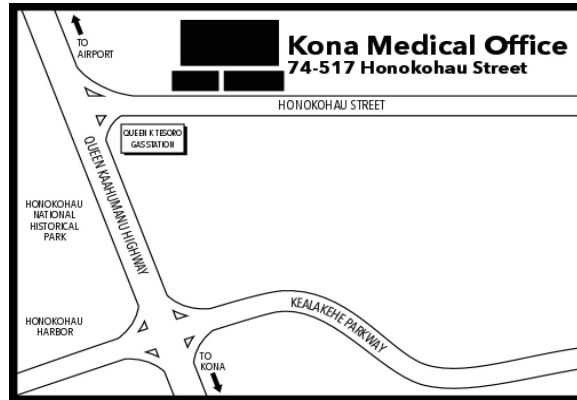 TO
AIRPORT
Kona Medical Office
74-517 Honokohau Street
HONOKOHAU STREET
QUEEN K TESORO
GAS STATION
QUEEN KAAHUMANU HIGHWAY
HONOKOHAU
NATIONAL
HISTORICAL
PARK
KEALAKEHE PARKWAY
HONOKOHAU
HARBOR
TO
KONA